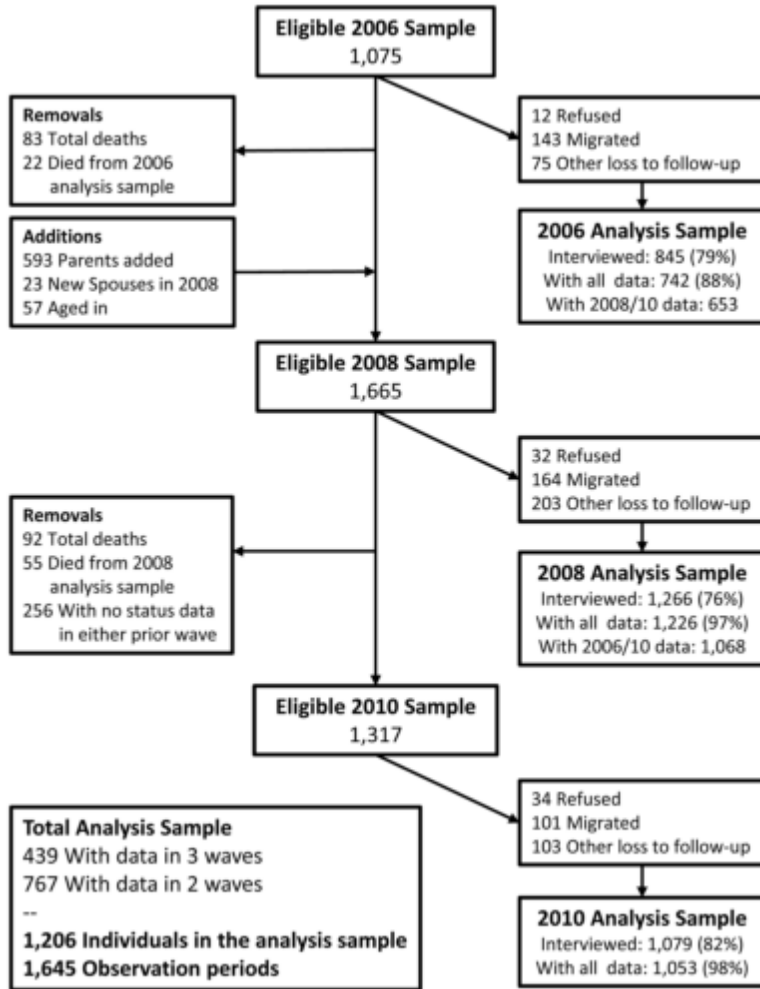 Eligible 2006 Sample
1,075
Removals
83 Total deaths
22 Died from 2006
analysis sample
12 Refused
143 Migrated
75 Other loss to follow-up
Additions
593 Parents added
23 New Spouses in 2008
57 Aged in
2006 Analysis Sample
Interviewed: 845 (79%)
With all data: 742 (88%)
With 2008/10 data: 653
Eligible 2008 Sample
1,665
32 Refused
164 Migrated
203 Other loss to follow-up
Removals
92 Total deaths
55 Died from 2008
analysis sample
256 With no status data
in either prior wave
2008 Analysis Sample
Interviewed: 1,266 (76%)
With all data: 1,226 (97%)
With 2006/10 data: 1,068
Eligible 2010 Sample
1,317
34 Refused
101 Migrated
103 Other loss to follow-up
Total Analysis Sample
439 With data in 3 waves
767 With data in 2 waves
--
1,206 Individuals in the analysis sample
1,645 Observation periods
2010 Analysis Sample
Interviewed: 1,079 (82%)
With all data: 1,053 (98%)